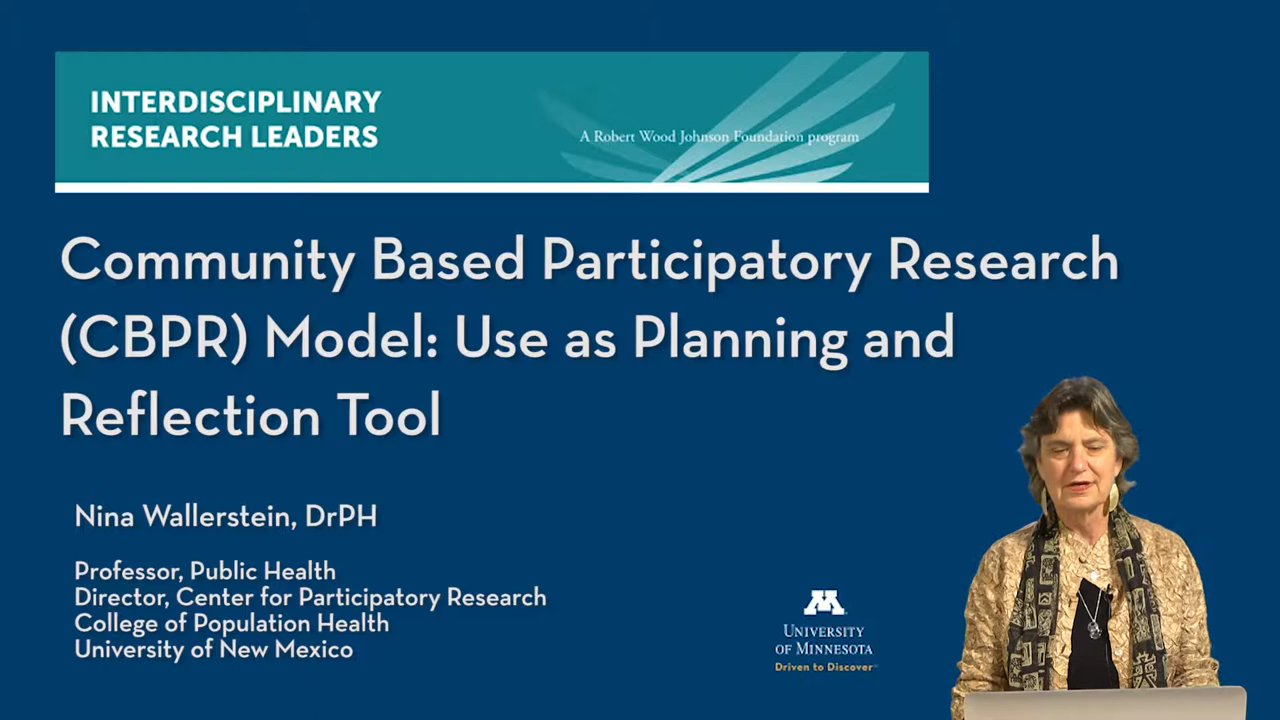 INTERDISCIPLINARY
RESEARCH LEADERS
A Robert Wood Johnson Foundation program
Community Based Participatory Research
(CBPR) Model: Use as Planning and
Reflection Tool
Nina Wallerstein, DrPH
Professor, Public Health
Director, Center for Participatory Research
College of Population Health
University of New Mexico
M
UNIVERSITY
OF MINNESOTA
Driven to Discover